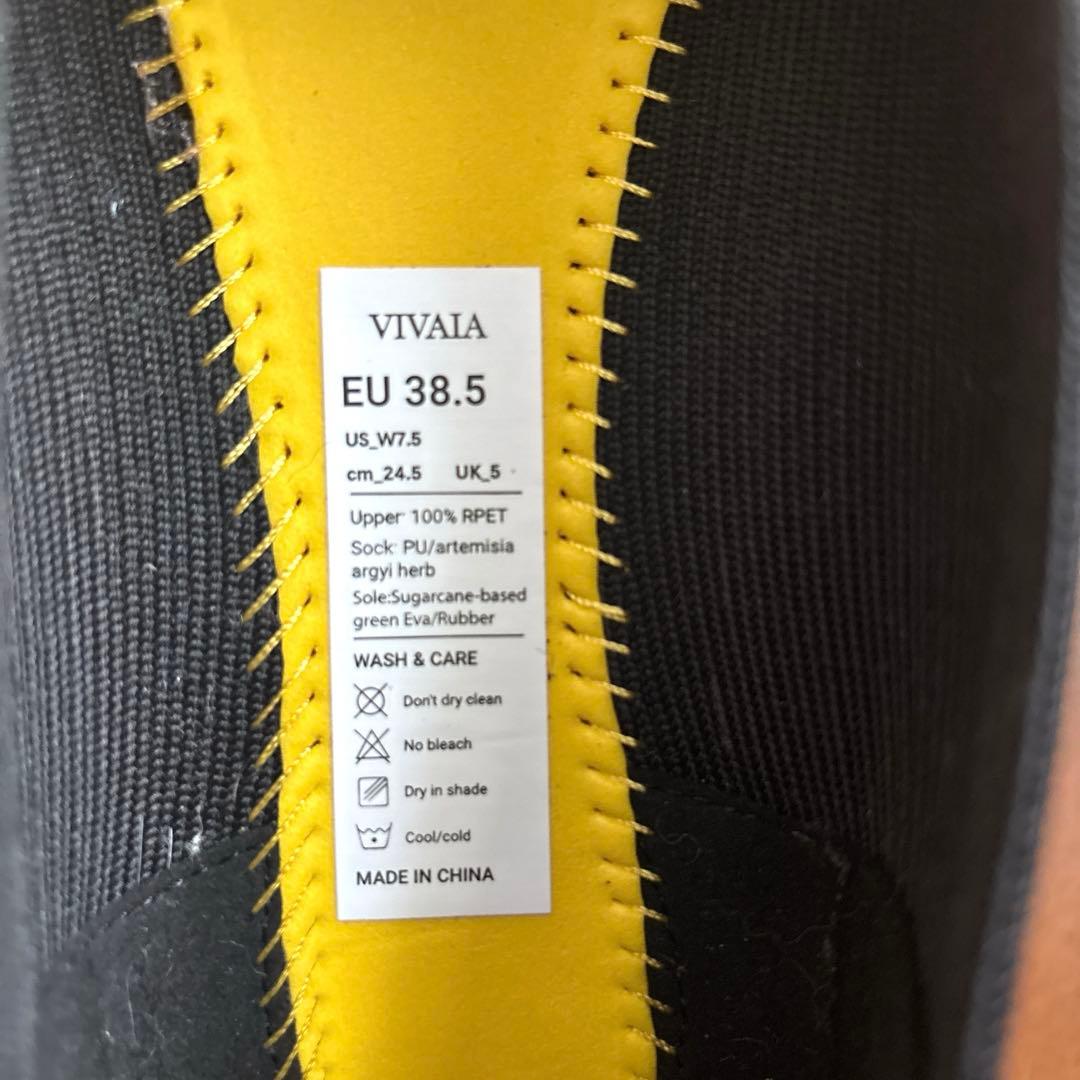 VIVAIA
EU 38.5
US_W7.5
cm_24.5 UK_5
Upper: 100% RPET
Sock: PU/artemisia
argyi herb
Sole:Sugarcane-based
green Eva/Rubber
WASH & CARE
Don't dry clean
No bleach
Dry in shade
Cool/cold
MADE IN CHINA